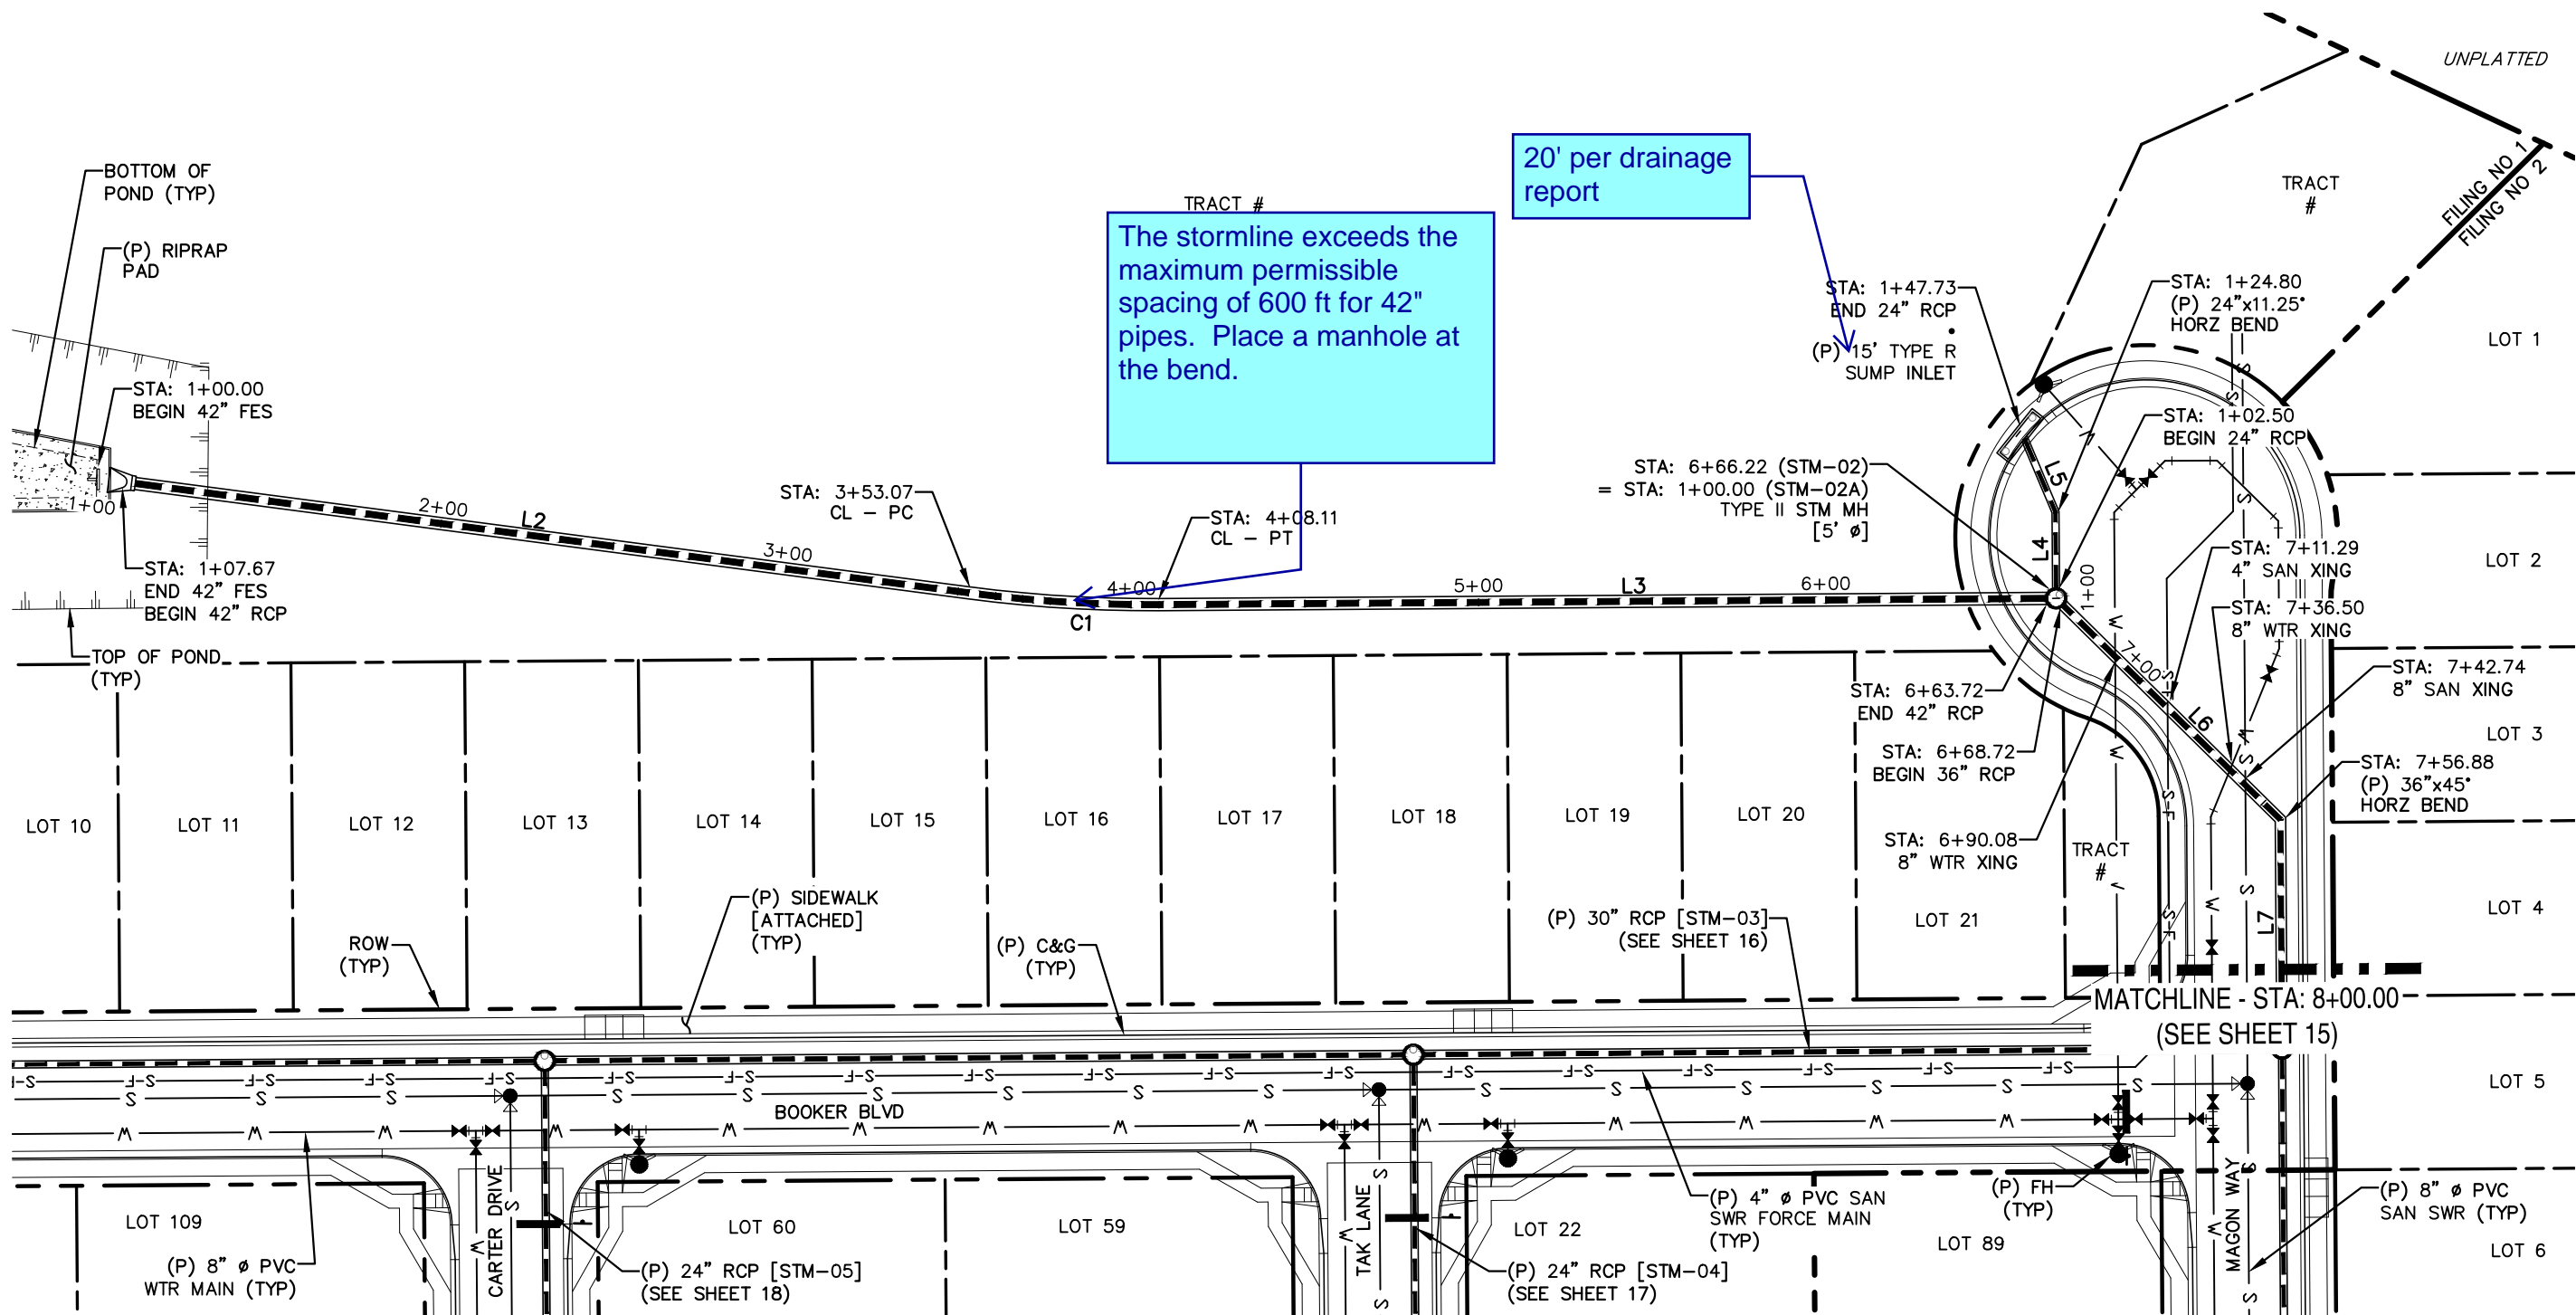 UNPLATTED
BOTTOM OF
POND (TYP)
(P) RIPRAP
PAD
TRACT #
The stormline exceeds the
maximum permissible
spacing of 600 ft for 42"
pipes.  Place a manhole at
the bend.
20' per drainage
report
TRACT
#
FILING NO 1
FILING NO 2
STA: 1+47.73
END 24" RCP
(P) 15' TYPE R
SUMP INLET
STA: 1+24.80
(P) 24"x11.25°
HORZ BEND
LOT 1
STA: 1+00.00
BEGIN 42" FES
STA: 1+02.50
BEGIN 24" RCP
STA: 6+66.22 (STM-02)
= STA: 1+00.00 (STM-02A)
TYPE II STM MH
[5' ø]
STA: 3+53.07
CL - PC
STA: 4+08.11
CL - PT
1+00
2+00
L2
3+00
4+00
C1
5+00
L3
6+00
L5
L4
1+00
W
S
STA: 7+11.29
4" SAN XING
LOT 2
STA: 1+07.67
END 42" FES
BEGIN 42" RCP
STA: 7+36.50
8" WTR XING
TOP OF POND
(TYP)
7+00
L6
STA: 7+42.74
8" SAN XING
STA: 6+63.72
END 42" RCP
STA: 6+68.72
BEGIN 36" RCP
LOT 3
STA: 7+56.88
(P) 36"x45°
HORZ BEND
STA: 6+90.08
8" WTR XING
LOT 10
LOT 11
LOT 12
LOT 13
LOT 14
LOT 15
LOT 16
LOT 17
LOT 18
LOT 19
LOT 20
LOT 21
TRACT
#
L7
LOT 4
(P) SIDEWALK
[ATTACHED]
(TYP)
ROW
(TYP)
(P) C&G
(TYP)
(P) 30" RCP [STM-03]
(SEE SHEET 16)
MATCHLINE - STA: 8+00.00
(SEE SHEET 15)
S-F S-F S-F S-F S-F S-F S-F S-F S-F S-F S-F S-F S-F S-F S-F S-F S-F S-F
S S S S S S S S S S S S S S S S
BOOKER BLVD
W W W W W W W W W W W W W W W
LOT 5
LOT 109
(P) 8" ø PVC
WTR MAIN (TYP)
CARTER DRIVE
LOT 60
(P) 24" RCP [STM-05]
(SEE SHEET 18)
LOT 59
TAK LANE
LOT 22
(P) 24" RCP [STM-04]
(SEE SHEET 17)
(P) 4" ø PVC SAN
SWR FORCE MAIN
(TYP)
(P) FH
(TYP)
LOT 89
MAGON WAY
(P) 8" ø PVC
SAN SWR (TYP)
LOT 6